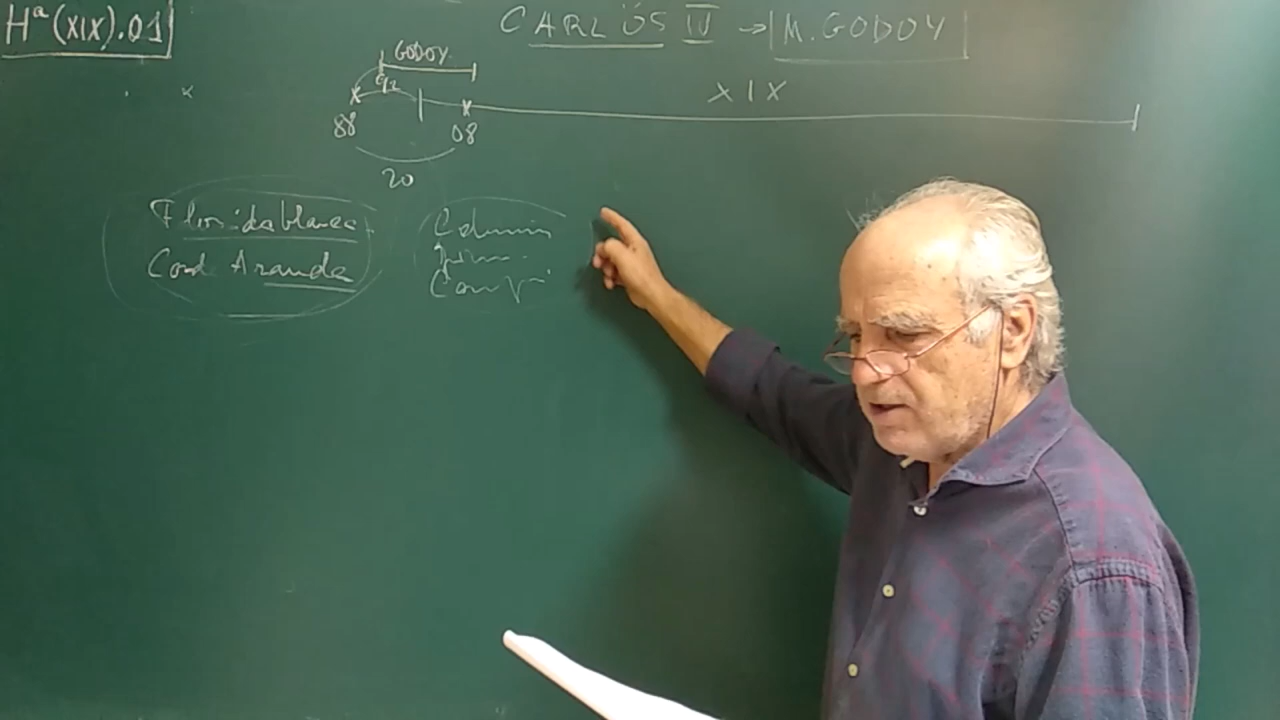 Hª(XIX).01
CARLOS IV → M. GODOY
GODOY
92
XIX
88
08
20
Floridablanca
Cond Aranda